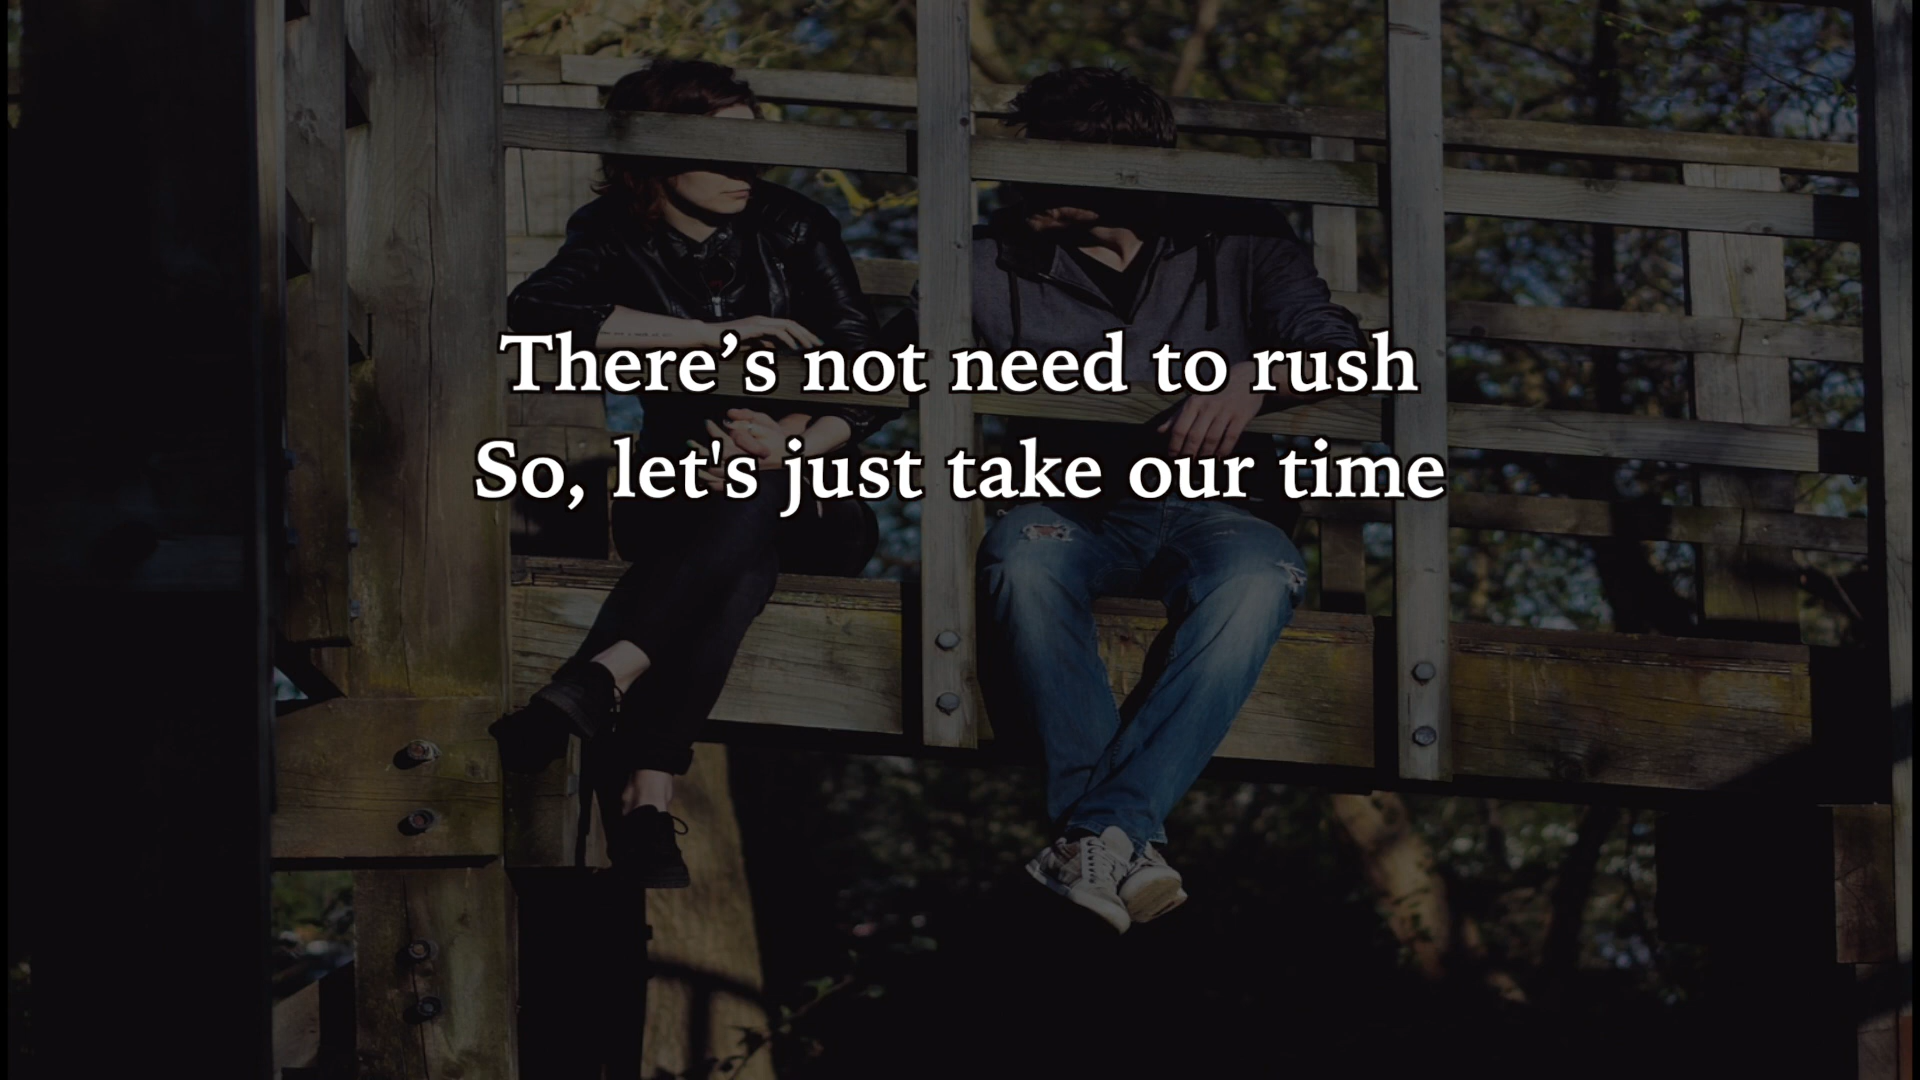 There’s not need to rush
So, let's just take our time